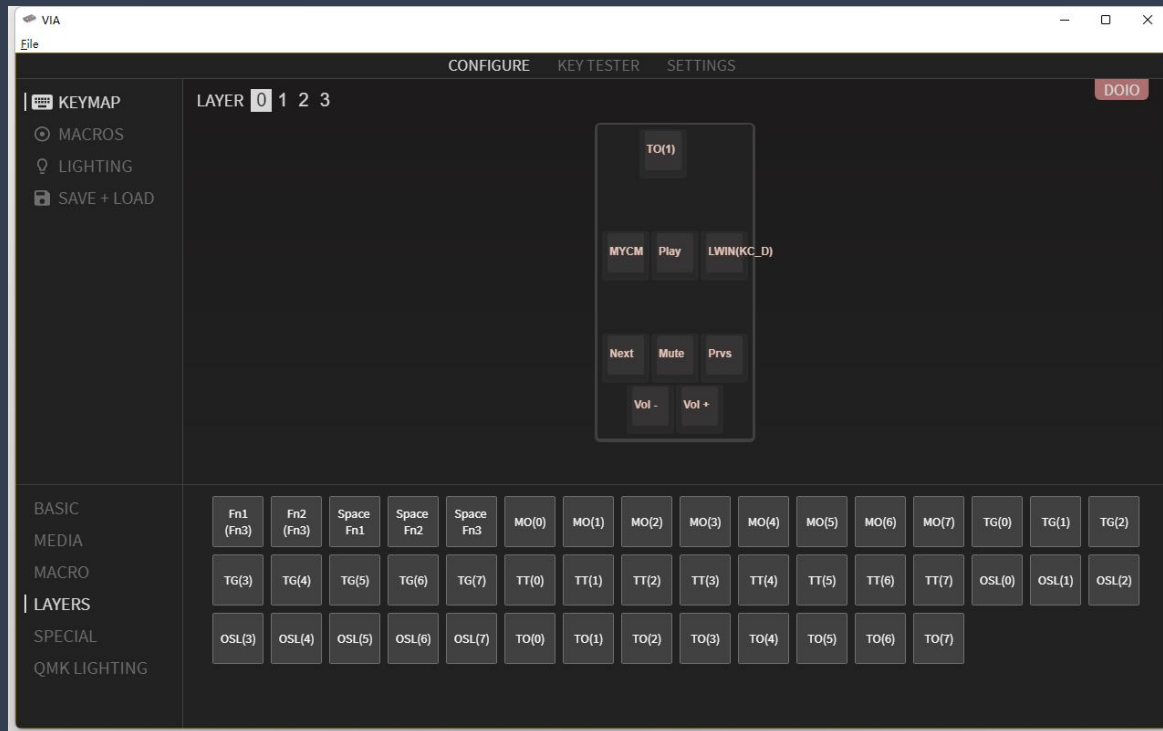 VIA
File
CONFIGURE KEY TESTER SETTINGS
KEYMAP
MACROS
LIGHTING
SAVE + LOAD
LAYER 0 1 2 3
DOIO
TO(1)
MYCM Play LWIN(KC_D)
Next Mute Prvs
Vol - Vol +
BASIC
MEDIA
MACRO
LAYERS
SPECIAL
QMK LIGHTING
Fn1 (Fn3) Fn2 (Fn3) Space Fn1 Space Fn2 Space Fn3 MO(0) MO(1) MO(2) MO(3) MO(4) MO(5) MO(6) MO(7) TG(0) TG(1) TG(2)
TG(3) TG(4) TG(5) TG(6) TG(7) TT(0) TT(1) TT(2) TT(3) TT(4) TT(5) TT(6) TT(7) OSL(0) OSL(1) OSL(2)
OSL(3) OSL(4) OSL(5) OSL(6) OSL(7) TO(0) TO(1) TO(2) TO(3) TO(4) TO(5) TO(6) TO(7)